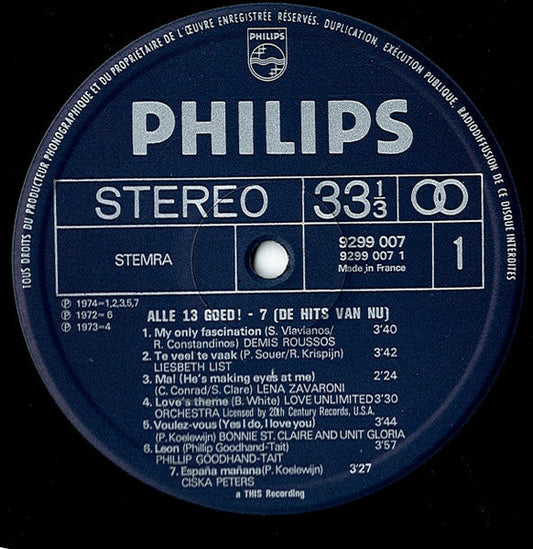 TOUS DROITS DU PRODUCTEUR PHONOGRAPHIQUE ET DU PROPRIÉTAIRE DE L'ŒUVRE ENREGISTRÉE RÉSERVÉS. DUPLICATION, EXÉCUTION PUBLIQUE, RADIODIFFUSION DE CE DISQUE INTERDITES
PHILIPS
PHILIPS
STEREO 33 1/3
STEMRA
9299 007
9299 007 1
Made in France
1
℗ 1974=1,2,3,5,7
℗ 1972=6
℗ 1973=4
ALLE 13 GOED! - 7 (DE HITS VAN NU)
1. My only fascination (S. Vlavianos/ 3'40
R. Constandinos) DEMIS ROUSSOS
2. Te veel te vaak (P. Souer/R. Krispijn) 3'42
LIESBETH LIST
3. Ma! (He's making eyes at me) 2'24
(C. Conrad/S. Clare) LENA ZAVARONI
4. Love's theme (B. White) LOVE UNLIMITED 3'30
ORCHESTRA Licensed by 20th Century Records, U.S.A.
5. Voulez-vous (Yes I do, I love you) 3'44
(P. Koelewijn) BONNIE ST. CLAIRE AND UNIT GLORIA
6. Leon (Phillip Goodhand-Tait) 3'57
PHILLIP GOODHAND-TAIT
7. España mañana (P. Koelewijn) 3'27
CISKA PETERS
a THIS Recording